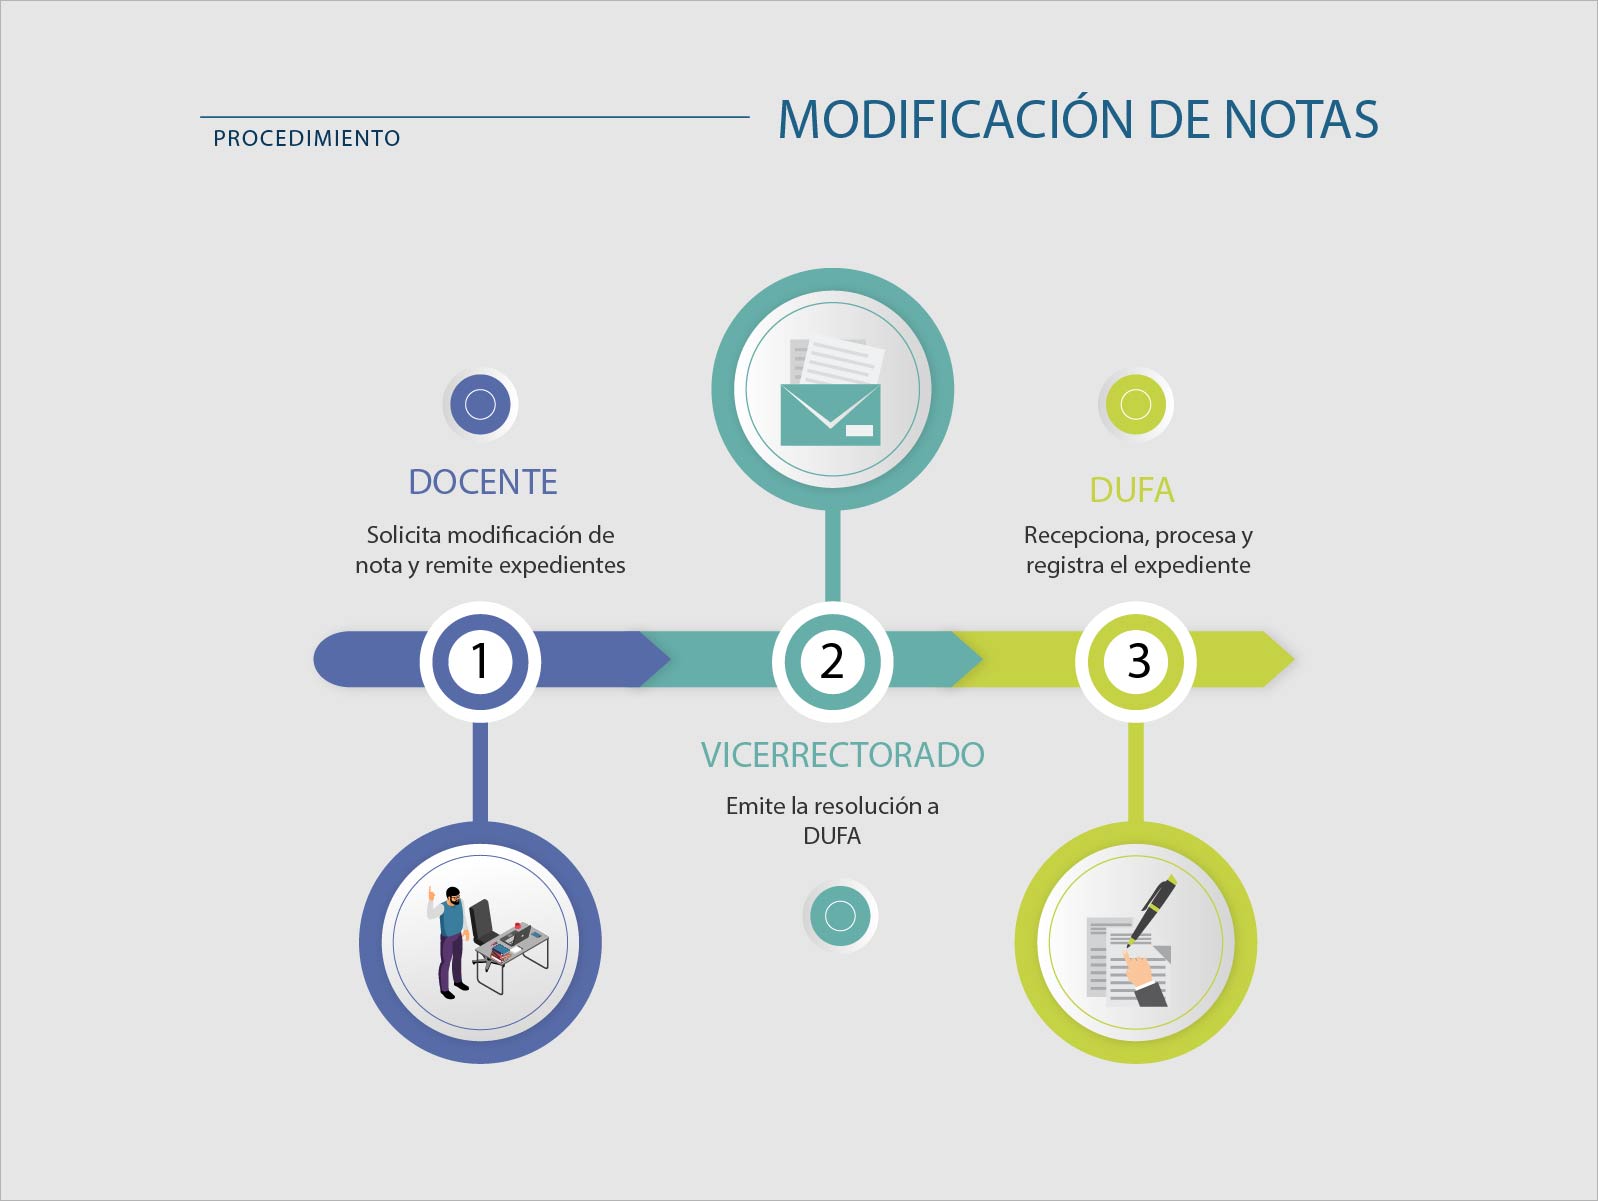 PROCEDIMIENTO
MODIFICACIÓN DE NOTAS
DOCENTE
Solicita modificación de
nota y remite expedientes
DUFA
Recepciona, procesa y
registra el expediente
1
2
3
VICERRECTORADO
Emite la resolución a
DUFA